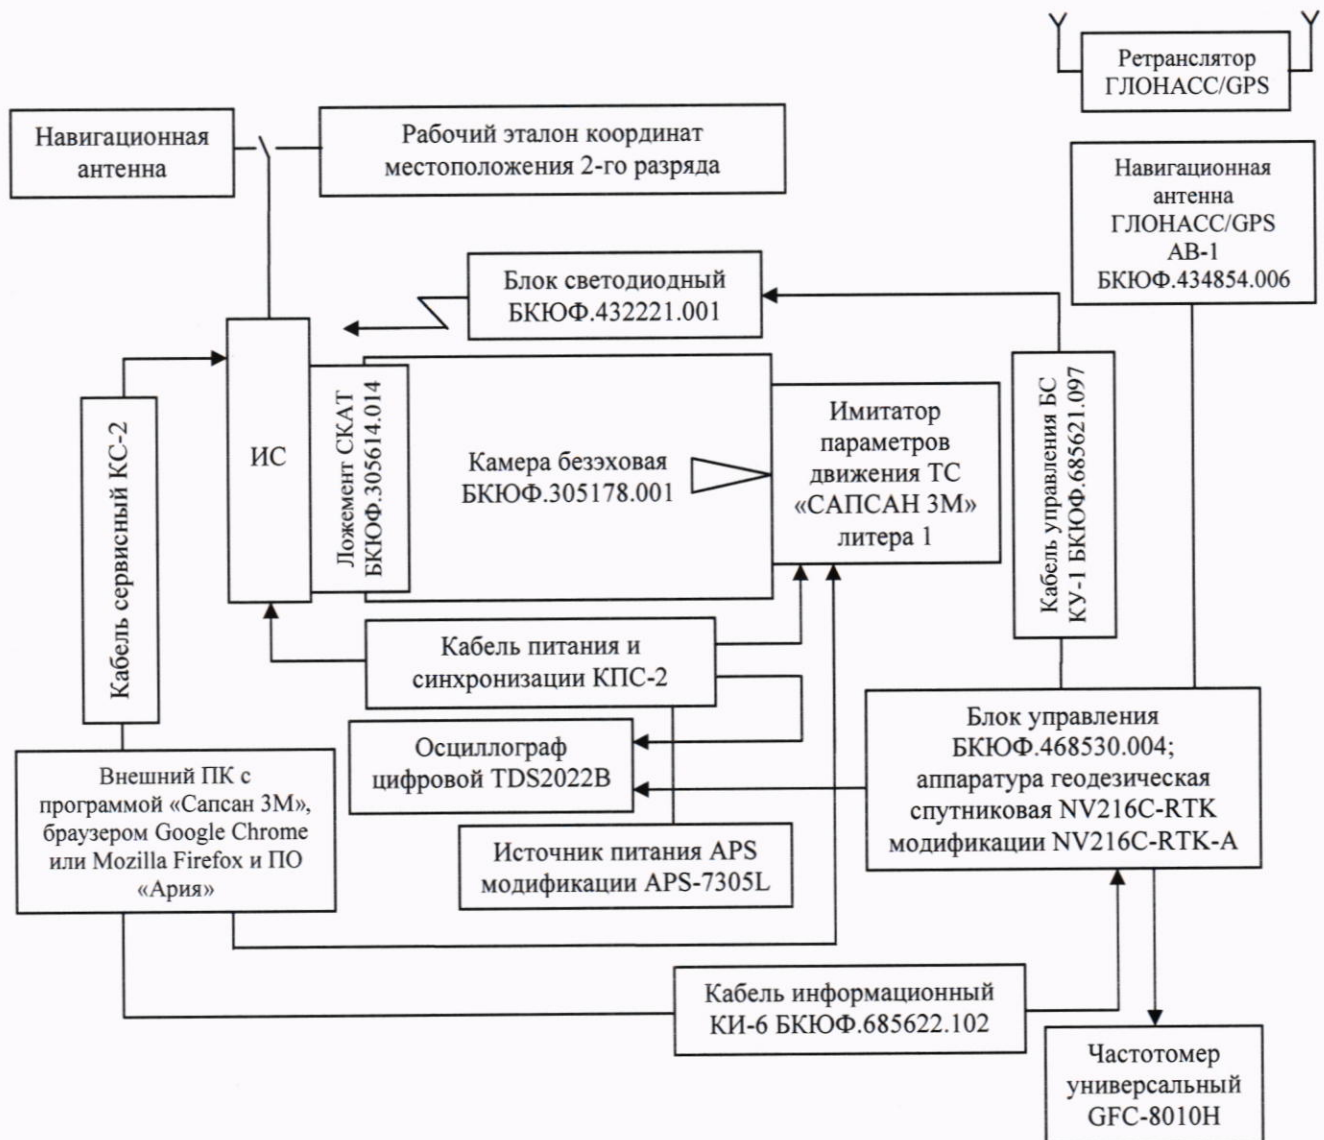 Ретранслятор
ГЛОНАСС/GPS
Навигационная
антенна
Рабочий эталон координат
местоположения 2-го разряда
Навигационная
антенна
ГЛОНАСС/GPS
АВ-1
БКЮФ.434854.006
Блок светодиодный
БКЮФ.432221.001
Кабель сервисный КС-2
ИС
Ложемент СКАТ
БКЮФ.305614.014
Камера безэховая
БКЮФ.305178.001
Имитатор
параметров
движения ТС
«САПСАН 3М»
литера 1
Кабель управления БС
КУ-1 БКЮФ.685621.097
Кабель питания и
синхронизации КПС-2
Осциллограф
цифровой TDS2022B
Блок управления
БКЮФ.468530.004;
аппаратура геодезическая
спутниковая NV216C-RTK
модификации NV216C-RTK-A
Внешний ПК с
программой «Сапсан 3М»,
браузером Google Chrome
или Mozilla Firefox и ПО
«Ария»
Источник питания APS
модификации APS-7305L
Кабель информационный
КИ-6 БКЮФ.685622.102
Частотомер
универсальный
GFC-8010H